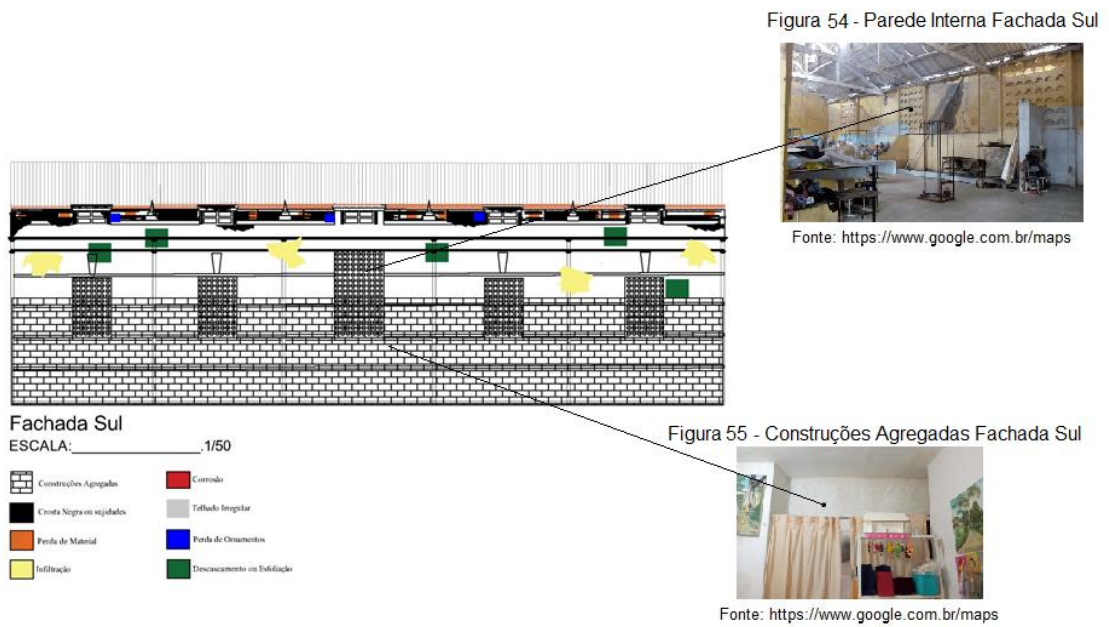 Figura 54 - Parede Interna Fachada Sul
Fonte: https://www.google.com.br/maps
Fachada Sul
ESCALA:____________________.1/50
Construções Agregadas
Crosta Negra ou sujidades
Perda de Material
Infiltração
Corrosão
Telhado Irregular
Perda de Ornamentos
Descascamento ou Esfoliação
Figura 55 - Construções Agregadas Fachada Sul
Fonte: https://www.google.com.br/maps